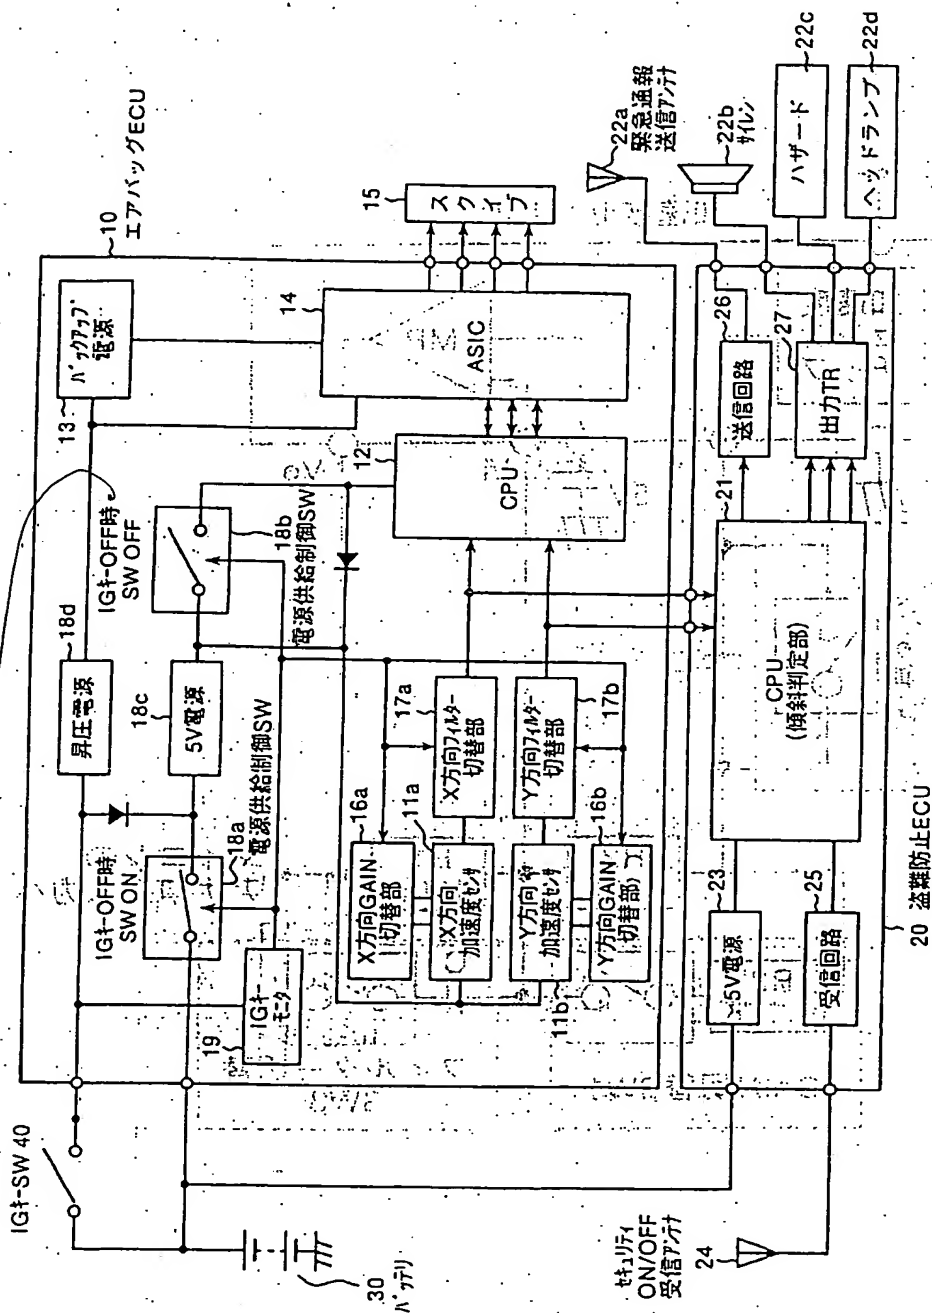 IGキ-SW 40
30
バッテリ
10
エアバッグECU
13
バックアップ
電源
14
ASIC
15
スクイブ
12
CPU
18d
昇圧電源
18c
5V電源
IGキ-OFF時
SW OFF
18b
電源供給制御SW
IGキ-OFF時
SW ON
18a
電源供給制御SW
19
IGキ-
モニタ
16a
X方向GAIN
切替部
11a
X方向
加速度センサ
17a
X方向フィルター
切替部
Y方向フィルター
切替部
17b
Y方向
加速度センサ
11b
16b
Y方向GAIN
切替部
22a
緊急通報
送信アンテナ
22b
サイレン
22c
ハザード
22d
ヘッドランプ
26
送信回路
27
出力TR
21
CPU
(傾斜判定部)
23
5V電源
25
受信回路
20
盗難防止ECU
セキュリティ
ON/OFF
受信アンテナ
24